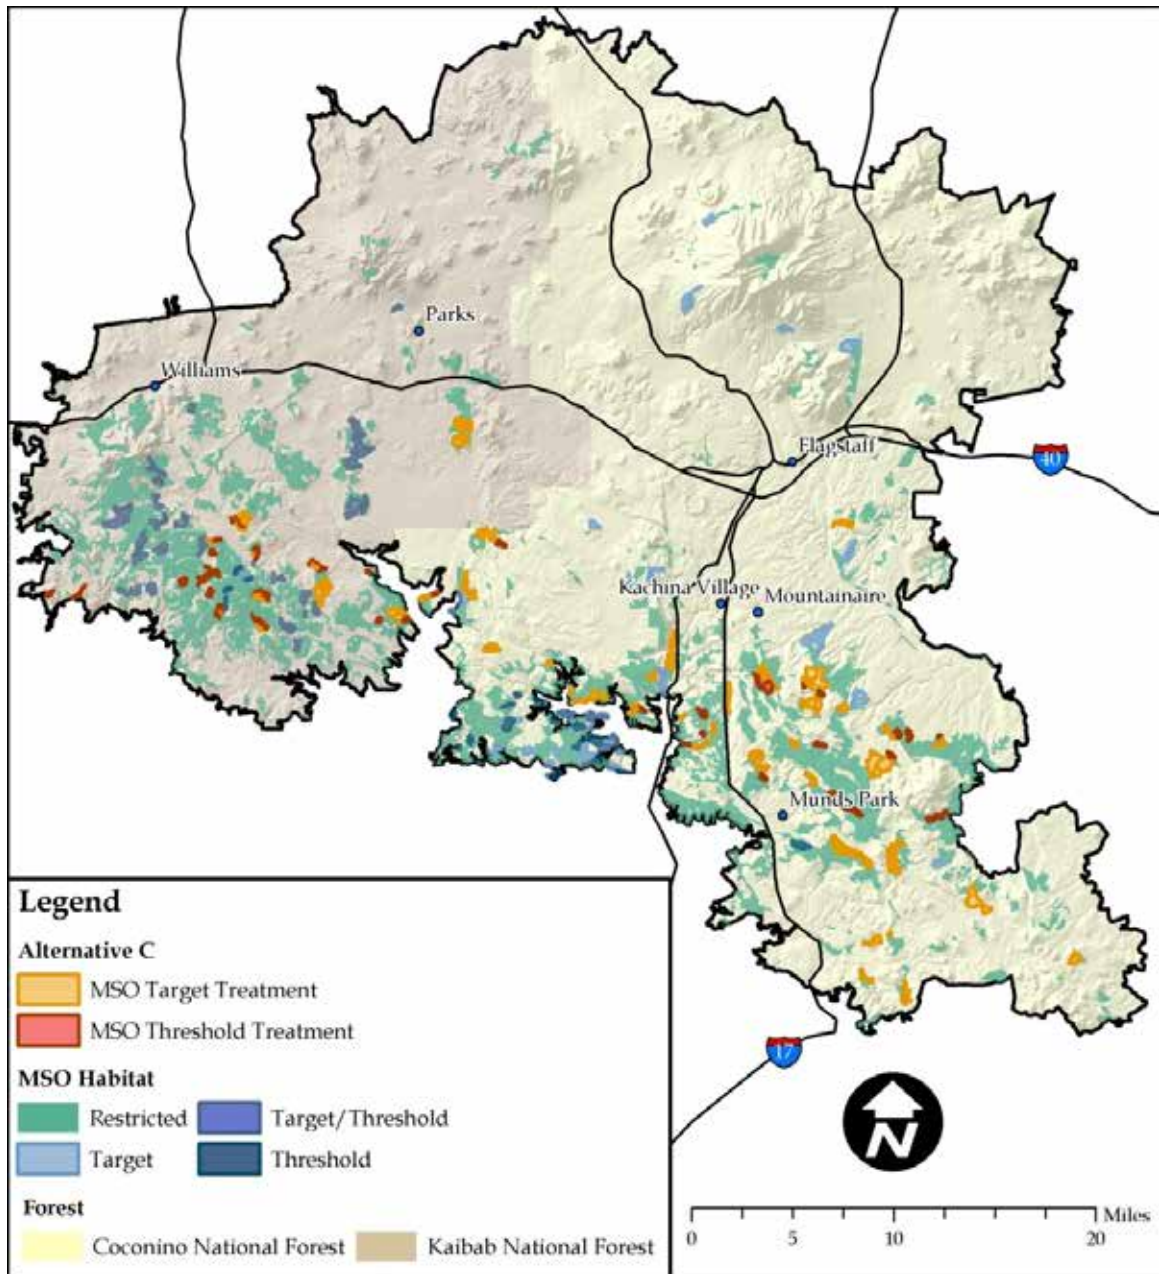 Parks
Williams
Flagstaff
40
Kachina Village
Mountainaire
Munds Park
17
N
Legend
Alternative C
MSO Target Treatment
MSO Threshold Treatment
MSO Habitat
Restricted
Target/Threshold
Target
Threshold
Forest
Coconino National Forest
Kaibab National Forest
Miles
0 5 10 20